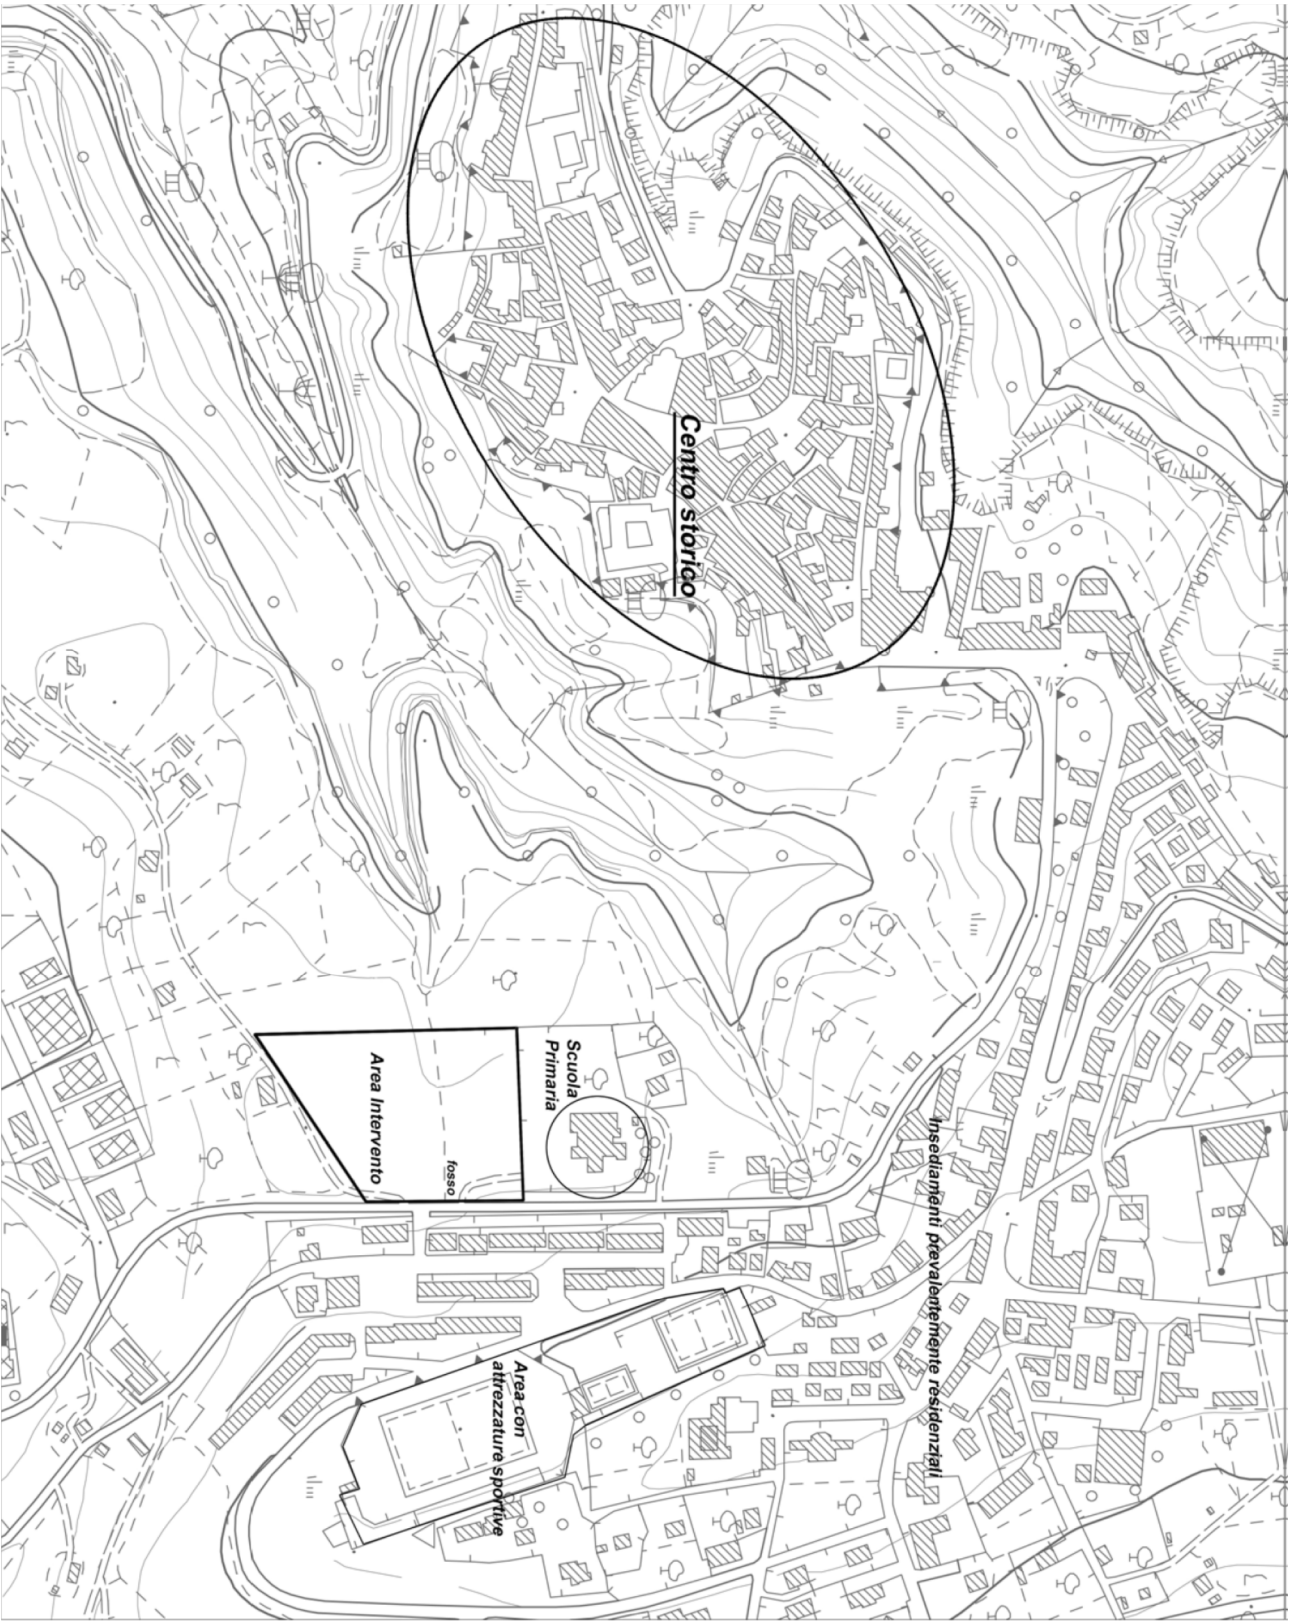 Centro storico
Scuola
Primaria
Area Intervento
fosso
Insediamenti prevalentemente residenziali
Area con
attrezzature sportive